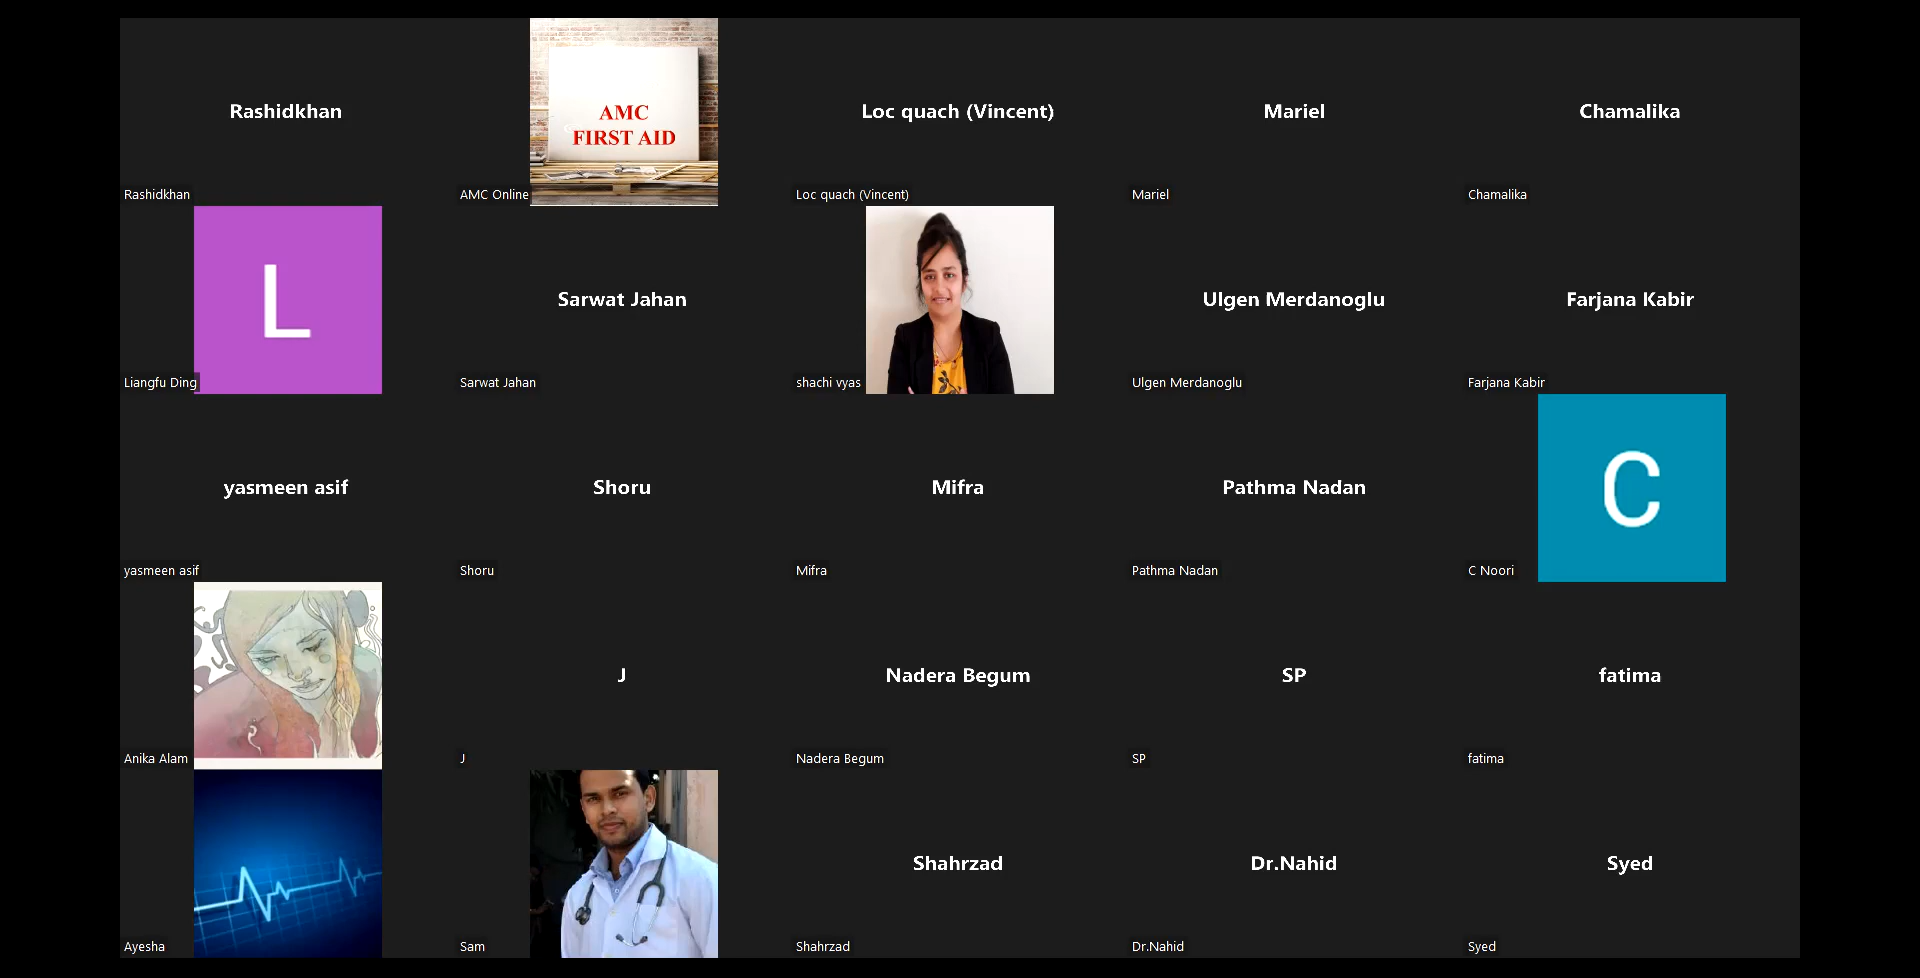 Rashidkhan
AMC
FIRST AID
Loc quach (Vincent)
Mariel
Chamalika
Rashidkhan
AMC Online
Loc quach (Vincent)
Mariel
Chamalika
L
Sarwat Jahan
Ulgen Merdanoglu
Farjana Kabir
Liangfu Ding
Sarwat Jahan
shachi vyas
Ulgen Merdanoglu
Farjana Kabir
yasmeen asif
Shoru
Mifra
Pathma Nadan
C
yasmeen asif
Shoru
Mifra
Pathma Nadan
C Noori
J
Nadera Begum
SP
fatima
Anika Alam
J
Nadera Begum
SP
fatima
Shahrzad
Dr.Nahid
Syed
Ayesha
Sam
Shahrzad
Dr.Nahid
Syed